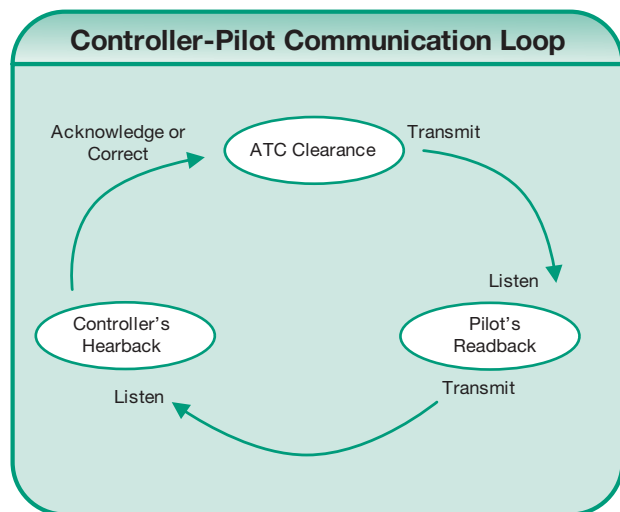 Controller-Pilot Communication Loop
Acknowledge or
Correct
ATC Clearance
Transmit
Listen
Pilot's
Readback
Transmit
Controller's
Hearback
Listen